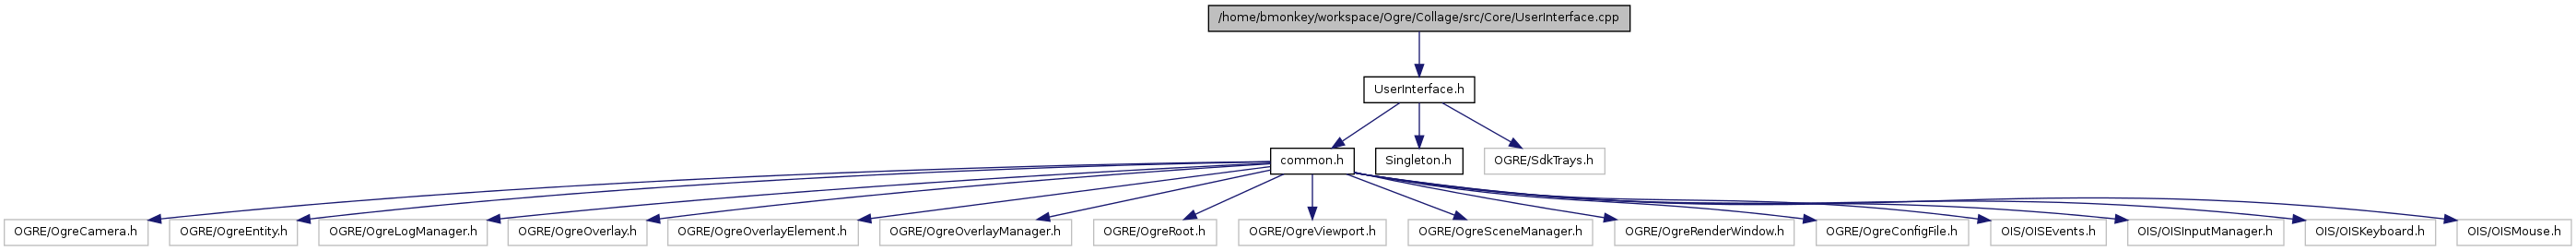 /home/bmonkey/workspace/Ogre/Collage/src/Core/UserInterface.cpp
UserInterface.h
common.h
Singleton.h
OGRE/SdkTrays.h
OGRE/OgreCamera.h
OGRE/OgreEntity.h
OGRE/OgreLogManager.h
OGRE/OgreOverlay.h
OGRE/OgreOverlayElement.h
OGRE/OgreOverlayManager.h
OGRE/OgreRoot.h
OGRE/OgreViewport.h
OGRE/OgreSceneManager.h
OGRE/OgreRenderWindow.h
OGRE/OgreConfigFile.h
OIS/OISEvents.h
OIS/OISInputManager.h
OIS/OISKeyboard.h
OIS/OISMouse.h